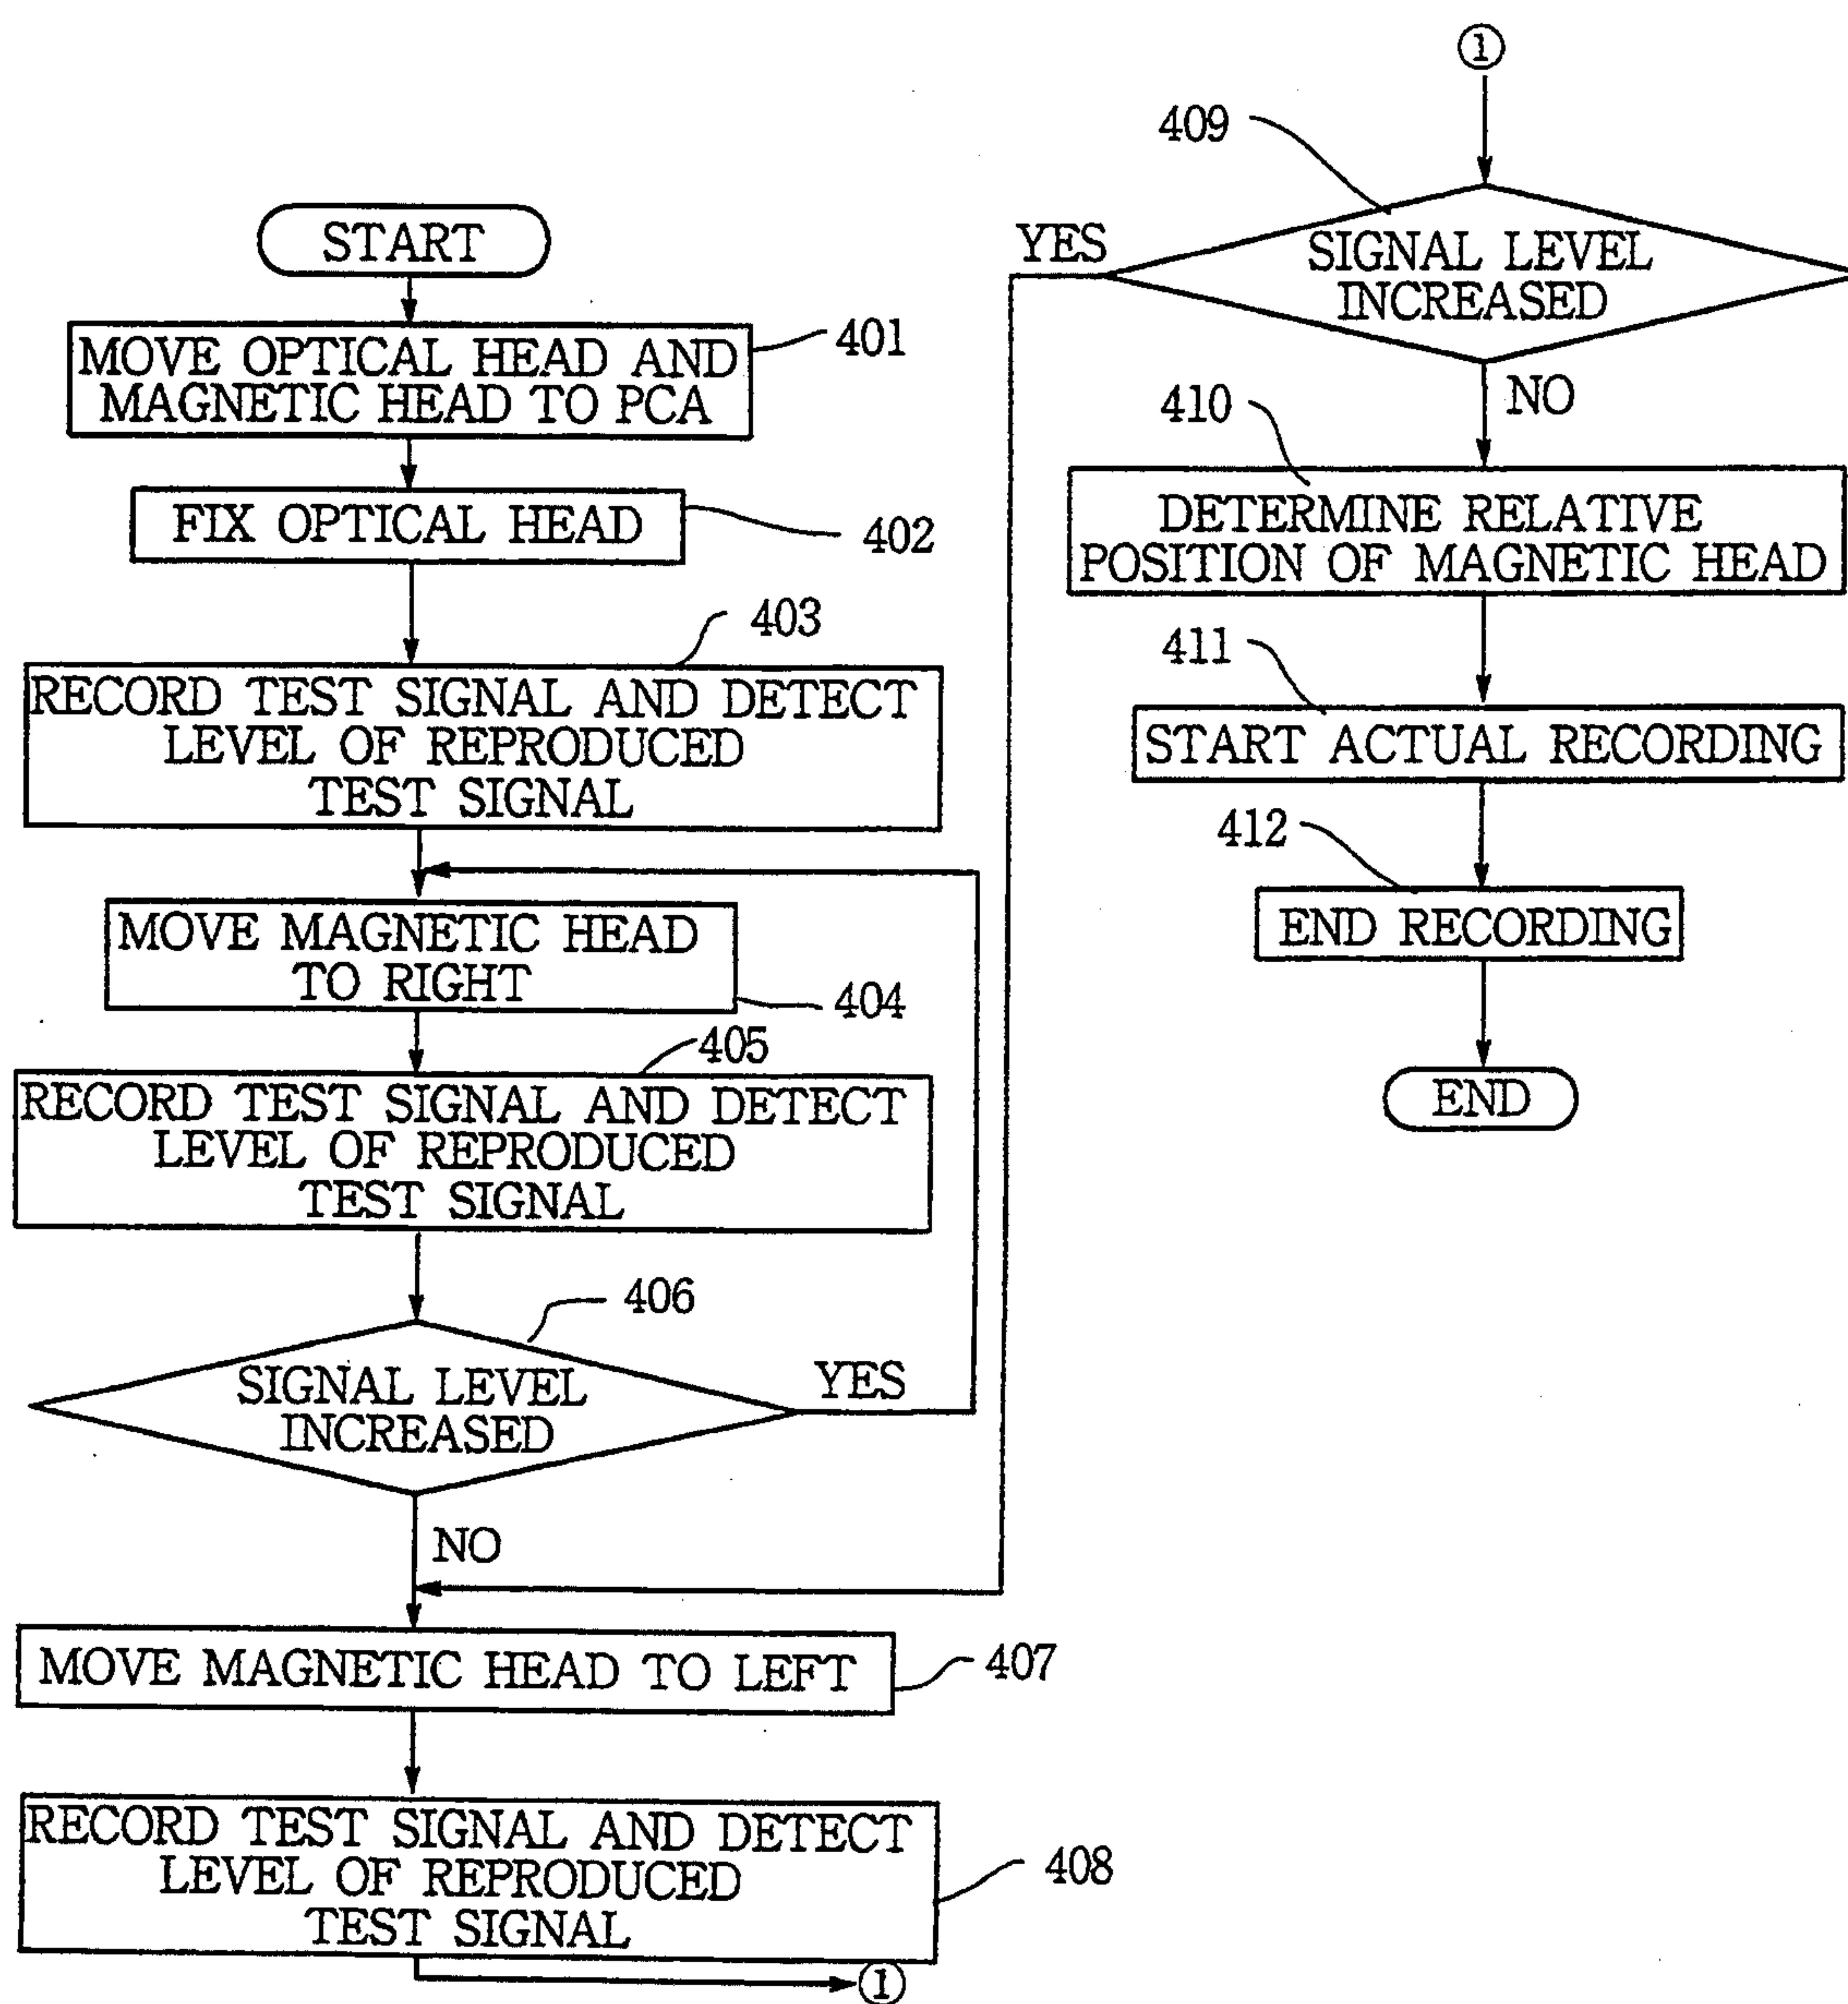 START
MOVE OPTICAL HEAD AND
MAGNETIC HEAD TO PCA
401
FIX OPTICAL HEAD
402
403
RECORD TEST SIGNAL AND DETECT
LEVEL OF REPRODUCED
TEST SIGNAL
MOVE MAGNETIC HEAD
TO RIGHT
404
405
RECORD TEST SIGNAL AND DETECT
LEVEL OF REPRODUCED
TEST SIGNAL
406
SIGNAL LEVEL
INCREASED
YES
NO
MOVE MAGNETIC HEAD TO LEFT
407
RECORD TEST SIGNAL AND DETECT
LEVEL OF REPRODUCED
TEST SIGNAL
408
①
①
409
YES
SIGNAL LEVEL
INCREASED
NO
410
DETERMINE RELATIVE
POSITION OF MAGNETIC HEAD
411
START ACTUAL RECORDING
412
END RECORDING
END